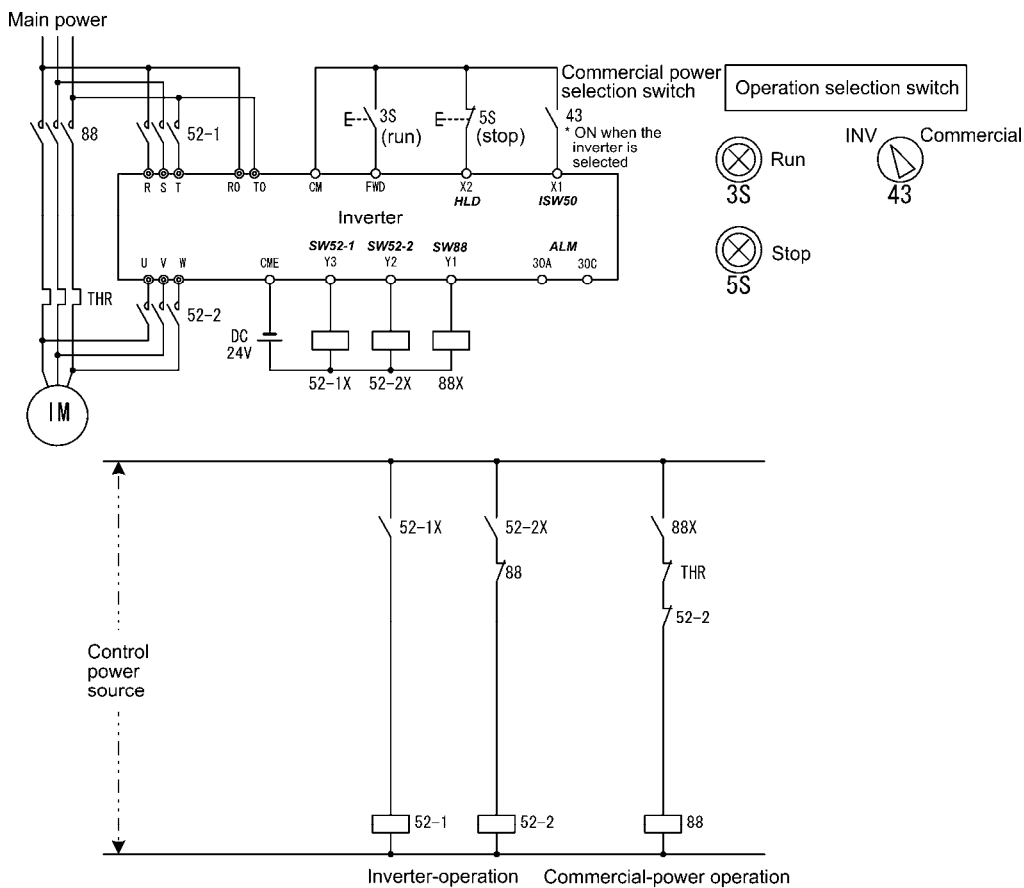 Main power
88
52-1
3S
(run)
5S
(stop)
Commercial power
selection switch
43
* ON when the
inverter is
selected
Operation selection switch
Run
3S
INV
Commercial
43
Stop
5S
R S T
R0 T0
CM
FWD
X2
HLD
X1
ISW50
Inverter
SW52-1
SW52-2
SW88
ALM
U V W
CME
Y3
Y2
Y1
30A
30C
THR
52-2
DC
24V
52-1X
52-2X
88X
IM
52-1X
52-2X
88X
88
THR
52-2
Control
power
source
52-1
52-2
88
Inverter-operation
Commercial-power operation